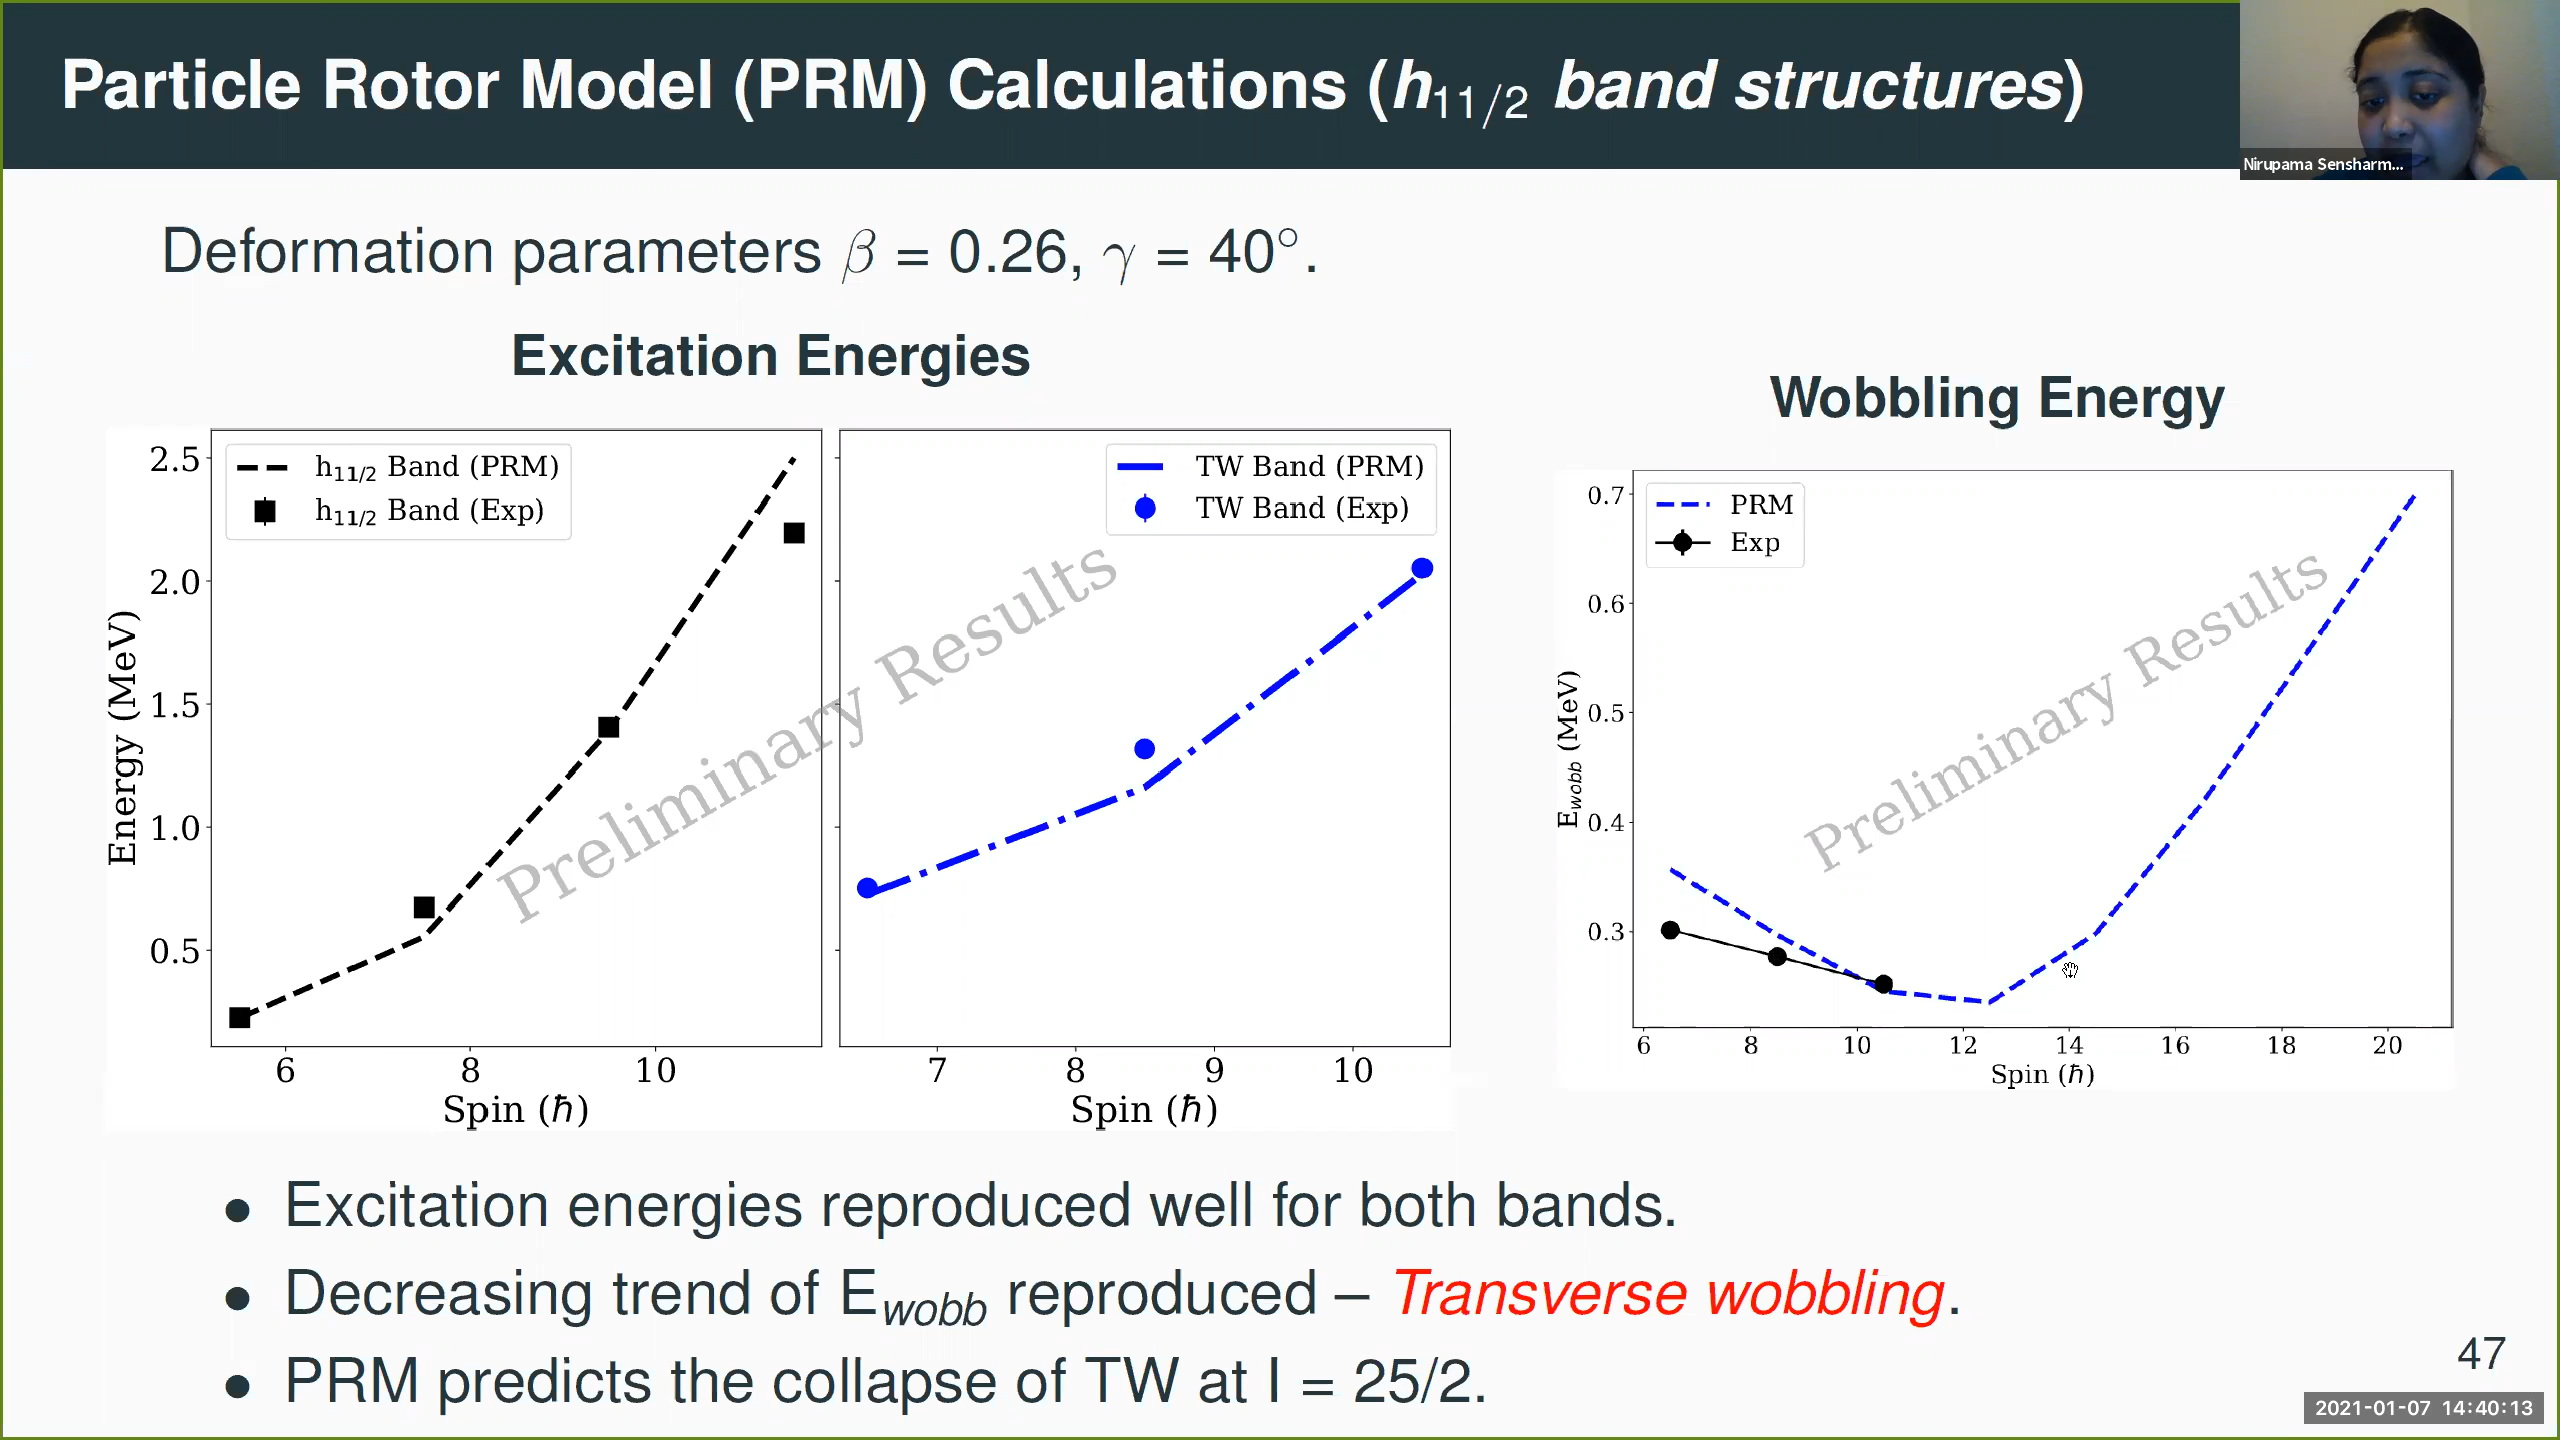 Particle Rotor Model (PRM) Calculations (h11/2 band structures)
Nirupama Sensharm...
Deformation parameters β = 0.26, γ = 40°.
Excitation Energies
Wobbling Energy
h11/2 Band (PRM)
h11/2 Band (Exp)
TW Band (PRM)
TW Band (Exp)
2.5
2.0
1.5
1.0
0.5
Energy (MeV)
6 8 10
Spin (ħ)
7 8 9 10
Spin (ħ)
Preliminary Results
PRM
Exp
0.7
0.6
0.5
0.4
0.3
Ewobb (MeV)
6 8 10 12 14 16 18 20
Spin (ħ)
Preliminary Results
• Excitation energies reproduced well for both bands.
• Decreasing trend of Ewobb reproduced – Transverse wobbling.
• PRM predicts the collapse of TW at I = 25/2.
47
2021-01-07 14:40:13